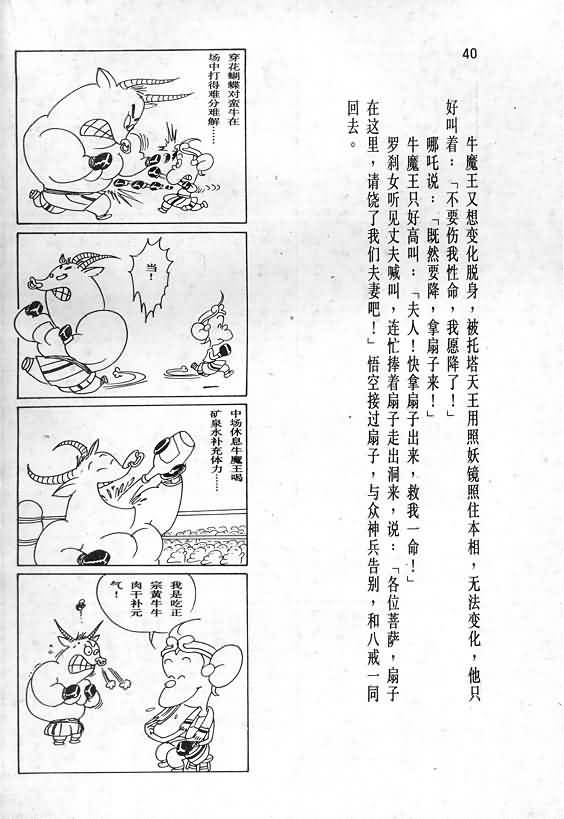 40
牛魔王又想变化脱身，被托塔天王用照妖镜照住本相，无法变化，他只
好叫着：「不要伤我性命，我愿降了！」
哪吒说：「既然要降，拿扇子来！」
牛魔王只好高叫：「夫人！快拿扇子出来，救我一命！」
罗刹女听见丈夫喊叫，连忙捧着扇子走出洞来，说：「各位菩萨，扇子
在这里，请饶了我们夫妻吧！」悟空接过扇子，与众神兵告别，和八戒一同
回去。
穿花蝴蝶对蛮牛在
场中打得难分难解……
当！
中场休息牛魔王喝
矿泉水补充体力……
我是吃正
宗黄牛牛
肉干补元
气！